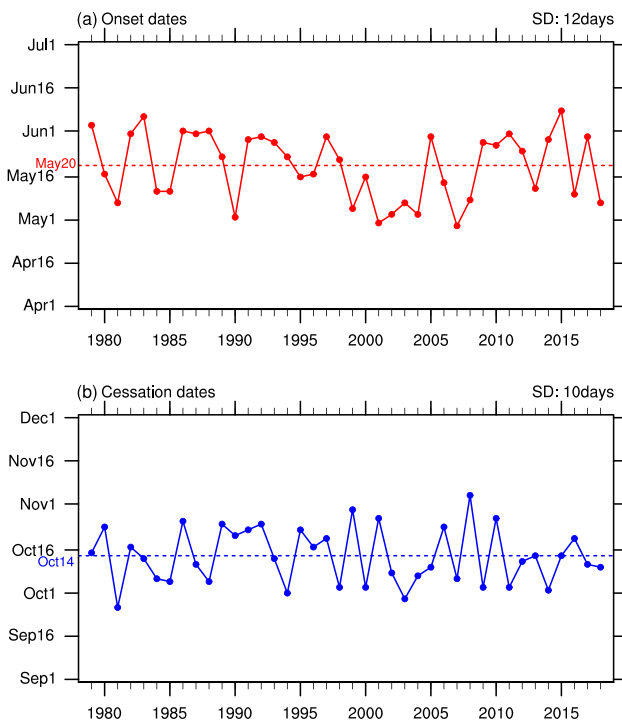 (a) Onset dates SD: 12days
Jul1
Jun16
Jun1
May20
May16
May1
Apr16
Apr1
1980 1985 1990 1995 2000 2005 2010 2015
(b) Cessation dates SD: 10days
Dec1
Nov16
Nov1
Oct16
Oct14
Oct1
Sep16
Sep1
1980 1985 1990 1995 2000 2005 2010 2015